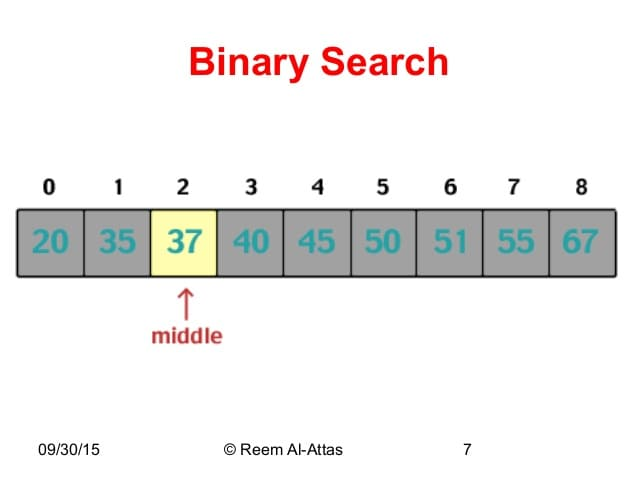 Binary Search
0 1 2 3 4 5 6 7 8
20 35 37 40 45 50 51 55 67
↑
middle
09/30/15 © Reem Al-Attas 7